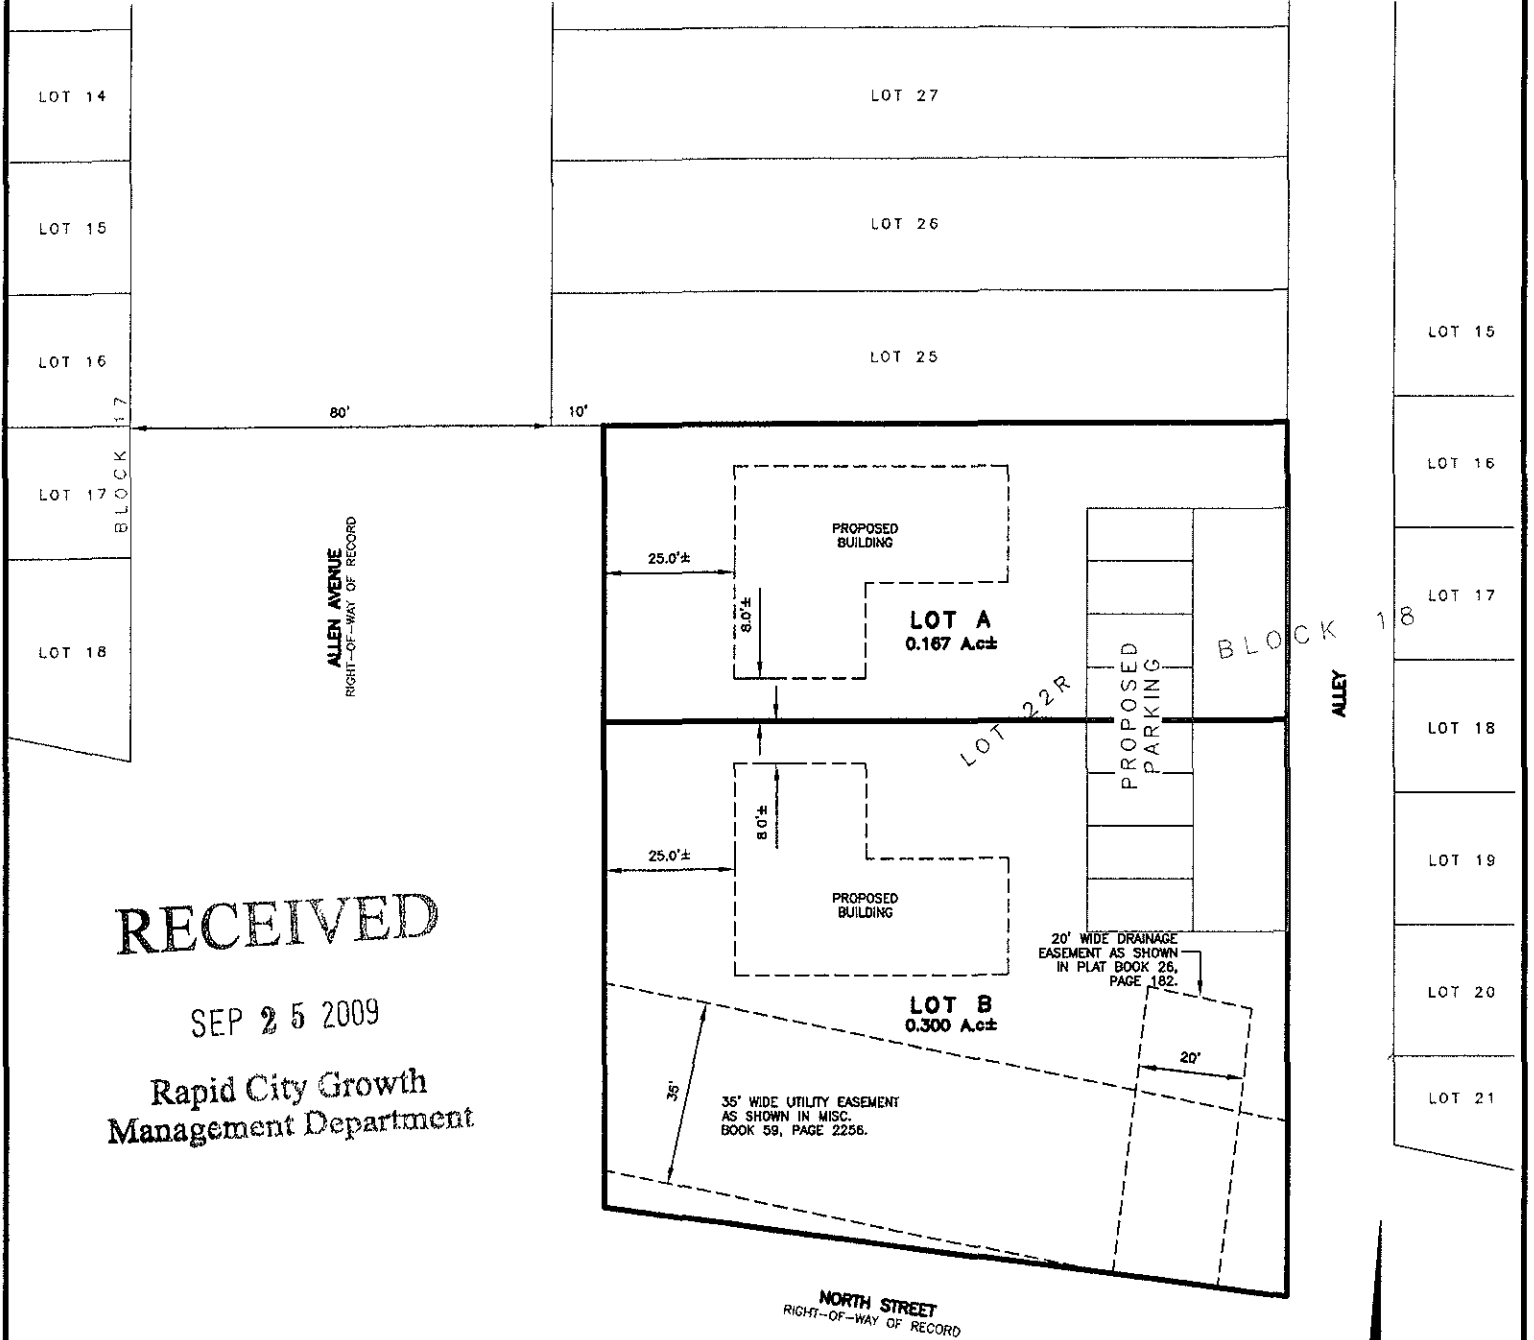 LOT 14
LOT 27
LOT 15
LOT 26
LOT 15
LOT 16
LOT 25
BLOCK 17
80'
10'
LOT 16
LOT 17
ALLEN AVENUE
RIGHT-OF-WAY OF RECORD
PROPOSED
BUILDING
25.0'±
8.0'±
LOT A
0.167 A.c±
LOT 17
BLOCK 18
LOT 18
LOT 22R
PROPOSED
PARKING
ALLEY
LOT 18
8.0'±
25.0'±
LOT 19
PROPOSED
BUILDING
RECEIVED
20' WIDE DRAINAGE
EASEMENT AS SHOWN
IN PLAT BOOK 26,
PAGE 182.
LOT 20
SEP 25 2009
LOT B
0.300 A.c±
20'
Rapid City Growth
Management Department
35'
35' WIDE UTILITY EASEMENT
AS SHOWN IN MISC.
BOOK 59, PAGE 2256.
LOT 21
NORTH STREET
RIGHT-OF-WAY OF RECORD